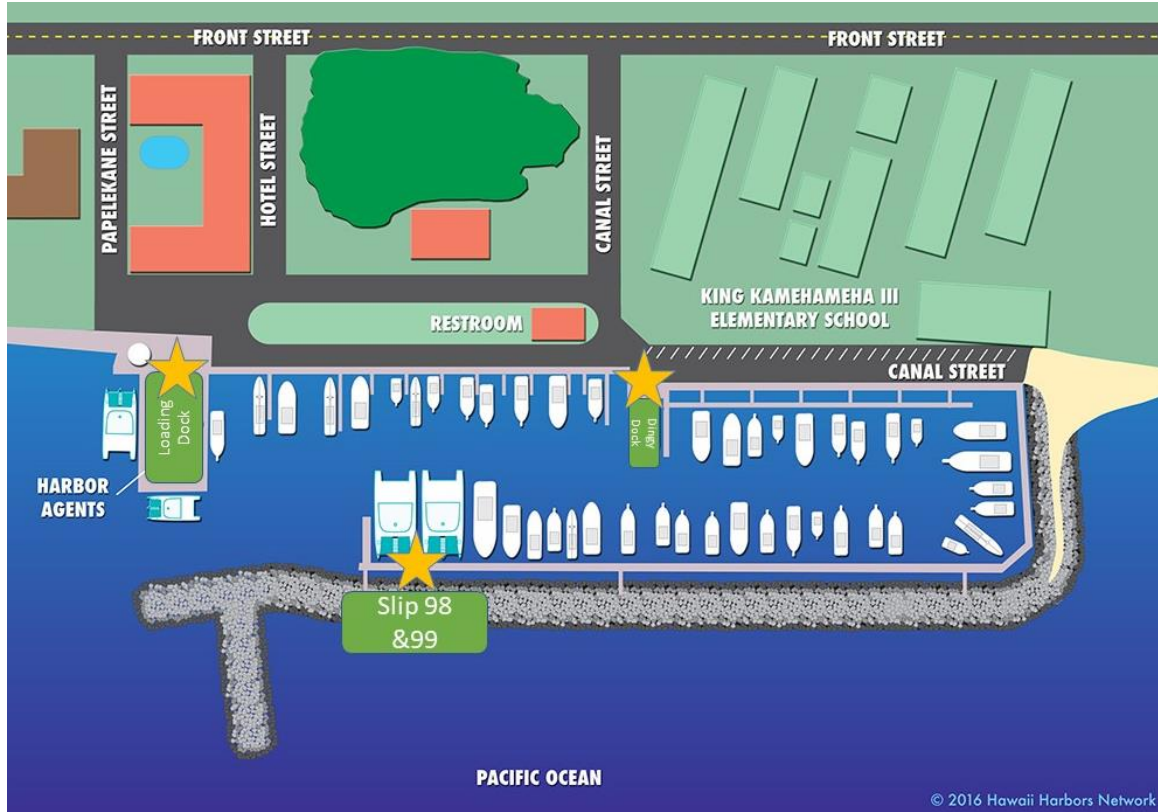 FRONT STREET
FRONT STREET
PAPELEKANE STREET
HOTEL STREET
CANAL STREET
KING KAMEHAMEHA III
ELEMENTARY SCHOOL
RESTROOM
CANAL STREET
Loading
Dock
Dingy
Dock
HARBOR
AGENTS
Slip 98
&99
PACIFIC OCEAN
© 2016 Hawaii Harbors Network